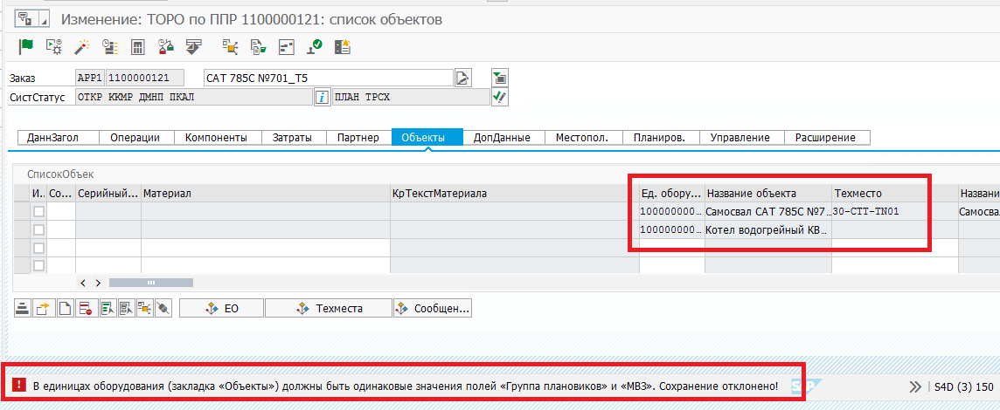 Изменение: ТОРО по ППР 1100000121: список объектов
Заказ APP1 1100000121 CAT 785C №701_T5
СистСтатус ОТКР ККМР ДМНП ПКАЛ ПЛАН ТРСХ
ДаннЗагол Операции Компоненты Затраты Партнер Объекты ДопДанные Местопол. Планиров. Управление Расширение
СписокОбъек
И.. Со... Серийный... Материал КрТекстМатериала Ед. обору... Название объекта Техместо Названи
100000000... Самосвал CAT 785C №7... 30-CTT-TN01 Самосва
100000000... Котел водогрейный КВ...
ЕО Техместа Сообщен...
В единицах оборудования (закладка «Объекты») должны быть одинаковые значения полей «Группа плановиков» и «МВЗ». Сохранение отклонено! SAP S4D (3) 150